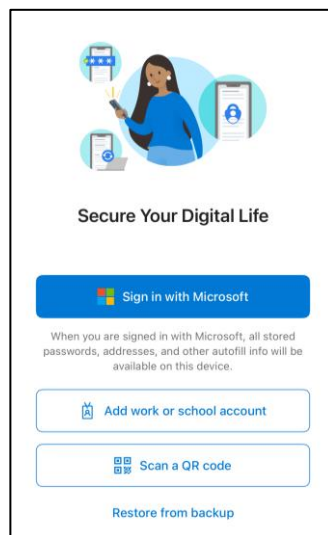 Secure Your Digital Life
Sign in with Microsoft
When you are signed in with Microsoft, all stored
passwords, addresses, and other autofill info will be
available on this device.
Add work or school account
Scan a QR code
Restore from backup